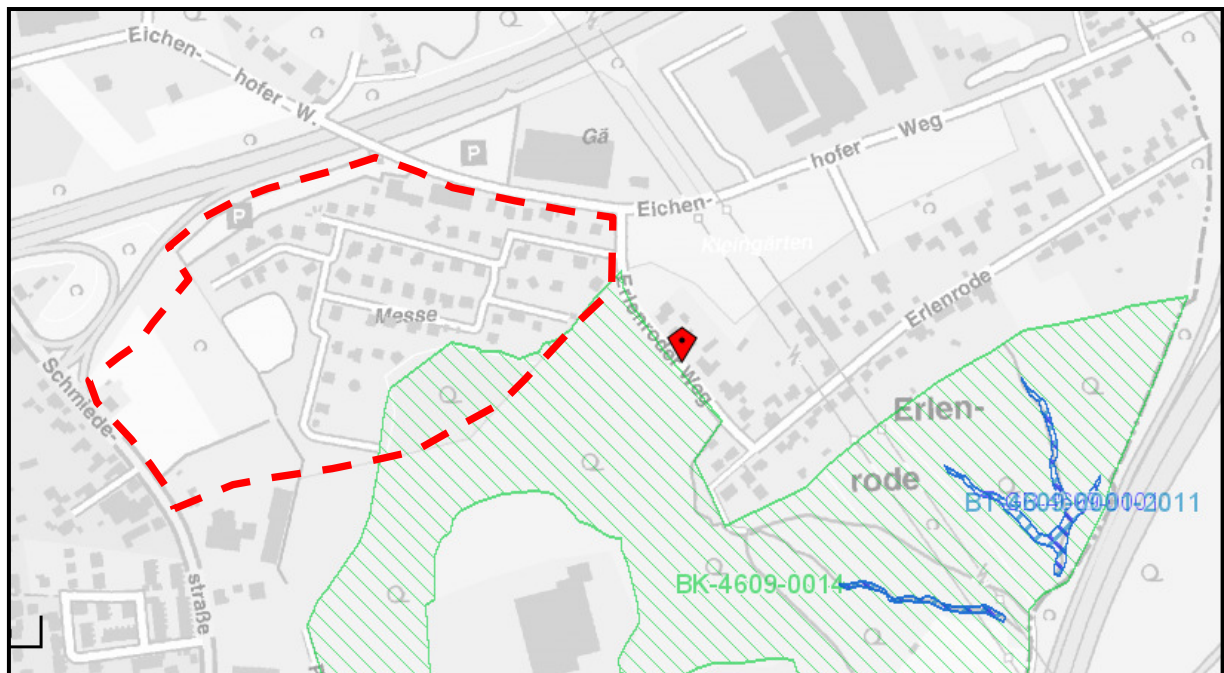 Eichen-
hofer-W.
P
Gä
hofer Weg
Eichen-
P
Kleingärten
Erlenroder Weg
Erlenrode
Messe
Schmiede-
straße
Erlen-
rode
BK-4609-0014